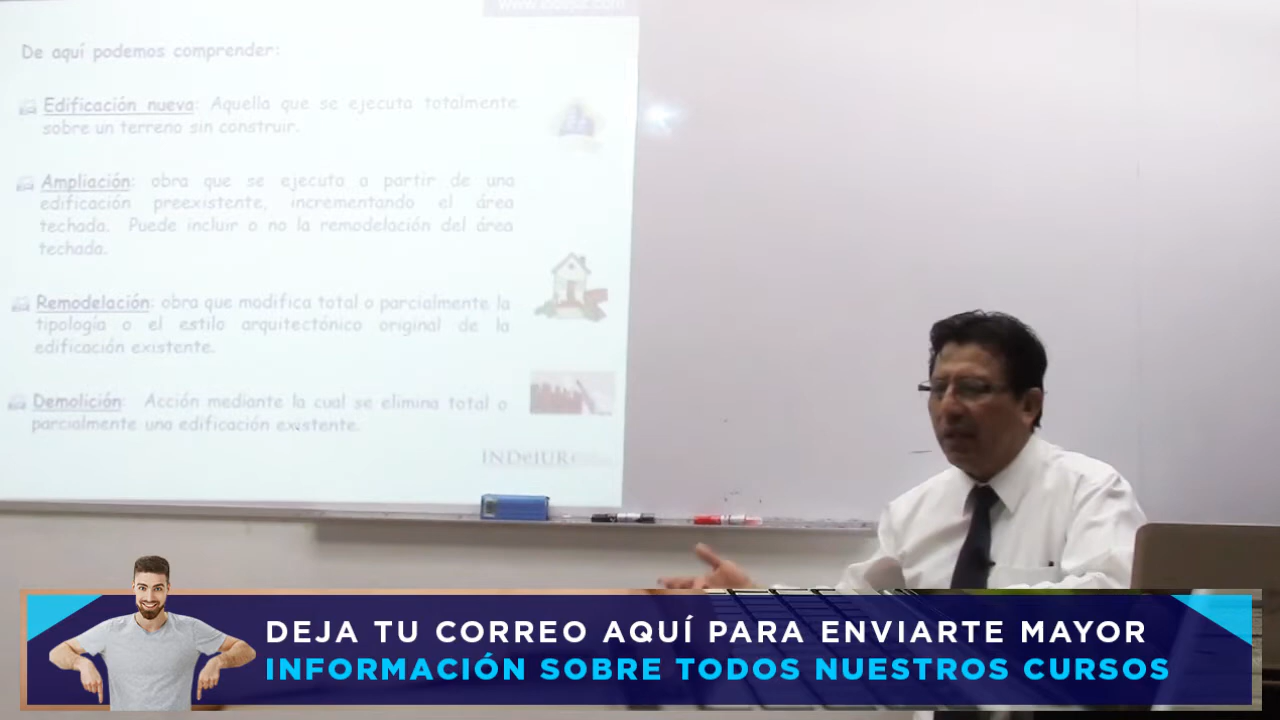 www.indejur.com
De aquí podemos comprender:
Edificación nueva: Aquella que se ejecuta totalmente
sobre un terreno sin construir.
Ampliación: obra que se ejecuta a partir de una
edificación preexistente, incrementando el área
techada. Puede incluir o no la remodelación del área
techada.
Remodelación: obra que modifica total o parcialmente la
tipología o el estilo arquitectónico original de la
edificación existente.
Demolición: Acción mediante la cual se elimina total o
parcialmente una edificación existente.
INDeJUR
DEJA TU CORREO AQUÍ PARA ENVIARTE MAYOR
INFORMACIÓN SOBRE TODOS NUESTROS CURSOS